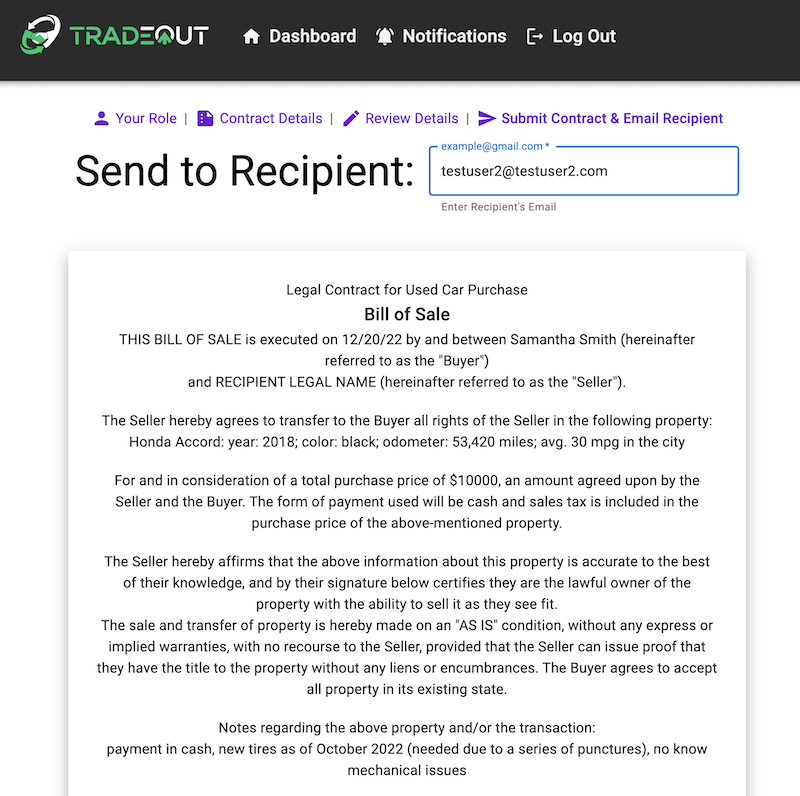 TRADEOUT Dashboard Notifications Log Out
Your Role | Contract Details | Review Details | Submit Contract & Email Recipient
example@gmail.com *
Send to Recipient: testuser2@testuser2.com
Enter Recipient's Email
Legal Contract for Used Car Purchase
Bill of Sale
THIS BILL OF SALE is executed on 12/20/22 by and between Samantha Smith (hereinafter
referred to as the "Buyer")
and RECIPIENT LEGAL NAME (hereinafter referred to as the "Seller").
The Seller hereby agrees to transfer to the Buyer all rights of the Seller in the following property:
Honda Accord: year: 2018; color: black; odometer: 53,420 miles; avg. 30 mpg in the city
For and in consideration of a total purchase price of $10000, an amount agreed upon by the
Seller and the Buyer. The form of payment used will be cash and sales tax is included in the
purchase price of the above-mentioned property.
The Seller hereby affirms that the above information about this property is accurate to the best
of their knowledge, and by their signature below certifies they are the lawful owner of the
property with the ability to sell it as they see fit.
The sale and transfer of property is hereby made on an "AS IS" condition, without any express or
implied warranties, with no recourse to the Seller, provided that the Seller can issue proof that
they have the title to the property without any liens or encumbrances. The Buyer agrees to accept
all property in its existing state.
Notes regarding the above property and/or the transaction:
payment in cash, new tires as of October 2022 (needed due to a series of punctures), no know
mechanical issues